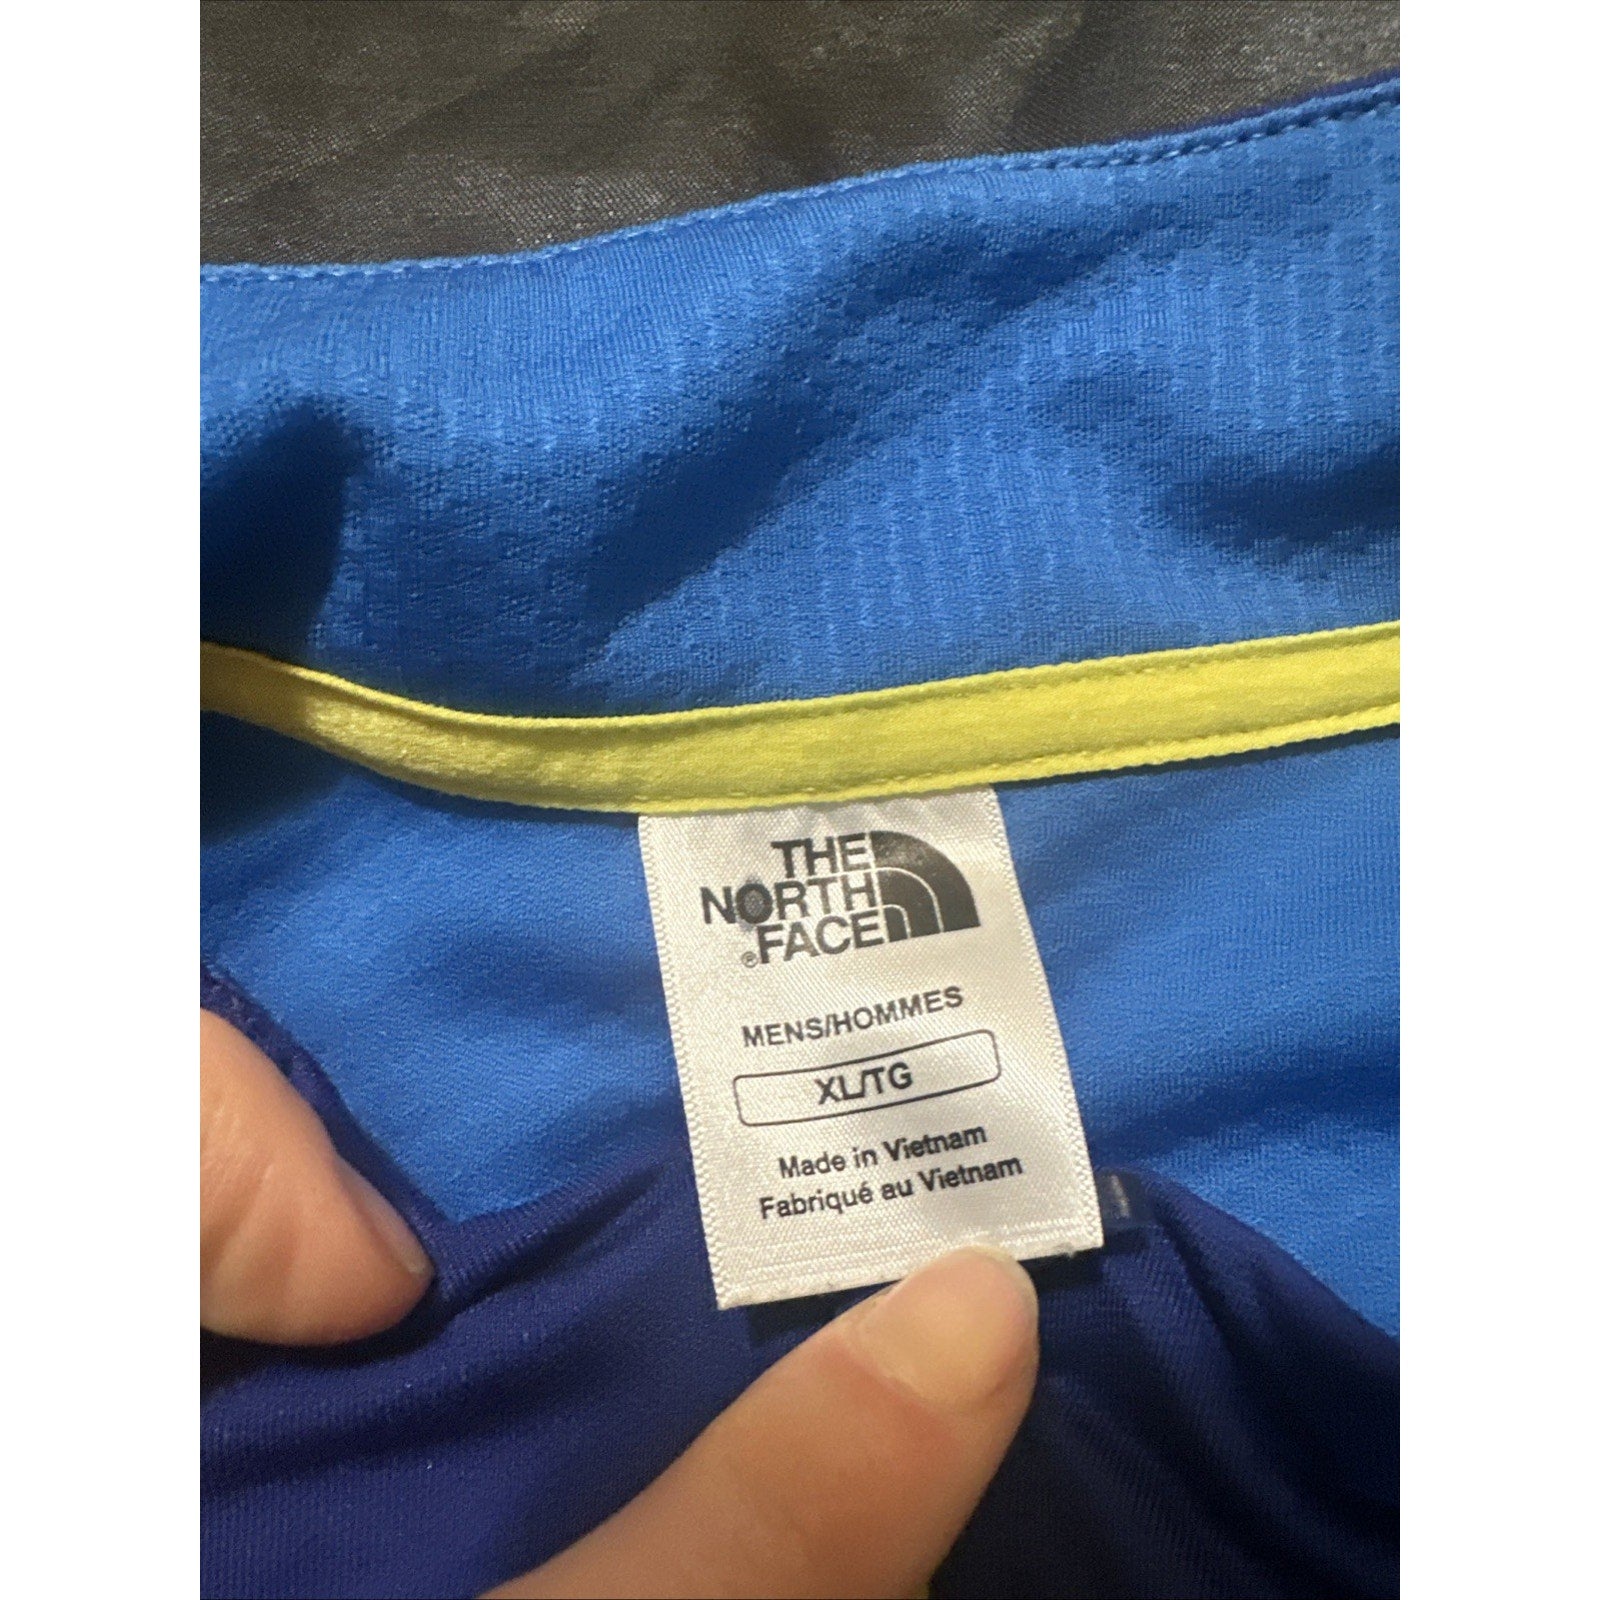 THE
NORTH
FACE
®
MENS/HOMMES
XL/TG
Made in Vietnam
Fabriqué au Vietnam